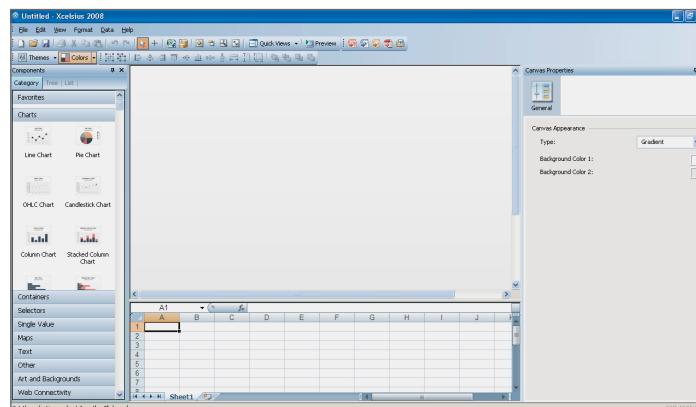 Untitled - Xcelsius 2008
File Edit View Format Data Help
Quick Views Preview
Themes Colors
Components
Category Tree List
Favorites
Charts
Line Chart Pie Chart
OHLC Chart Candlestick Chart
Column Chart Stacked Column Chart
Containers
Selectors
Single Value
Maps
Text
Other
Art and Backgrounds
Web Connectivity
A1 fx
A B C D E F G H I J
1
2
3
4
5
6
7
Sheet1
Canvas Properties
General
Canvas Appearance
Type: Gradient
Background Color 1:
Background Color 2: